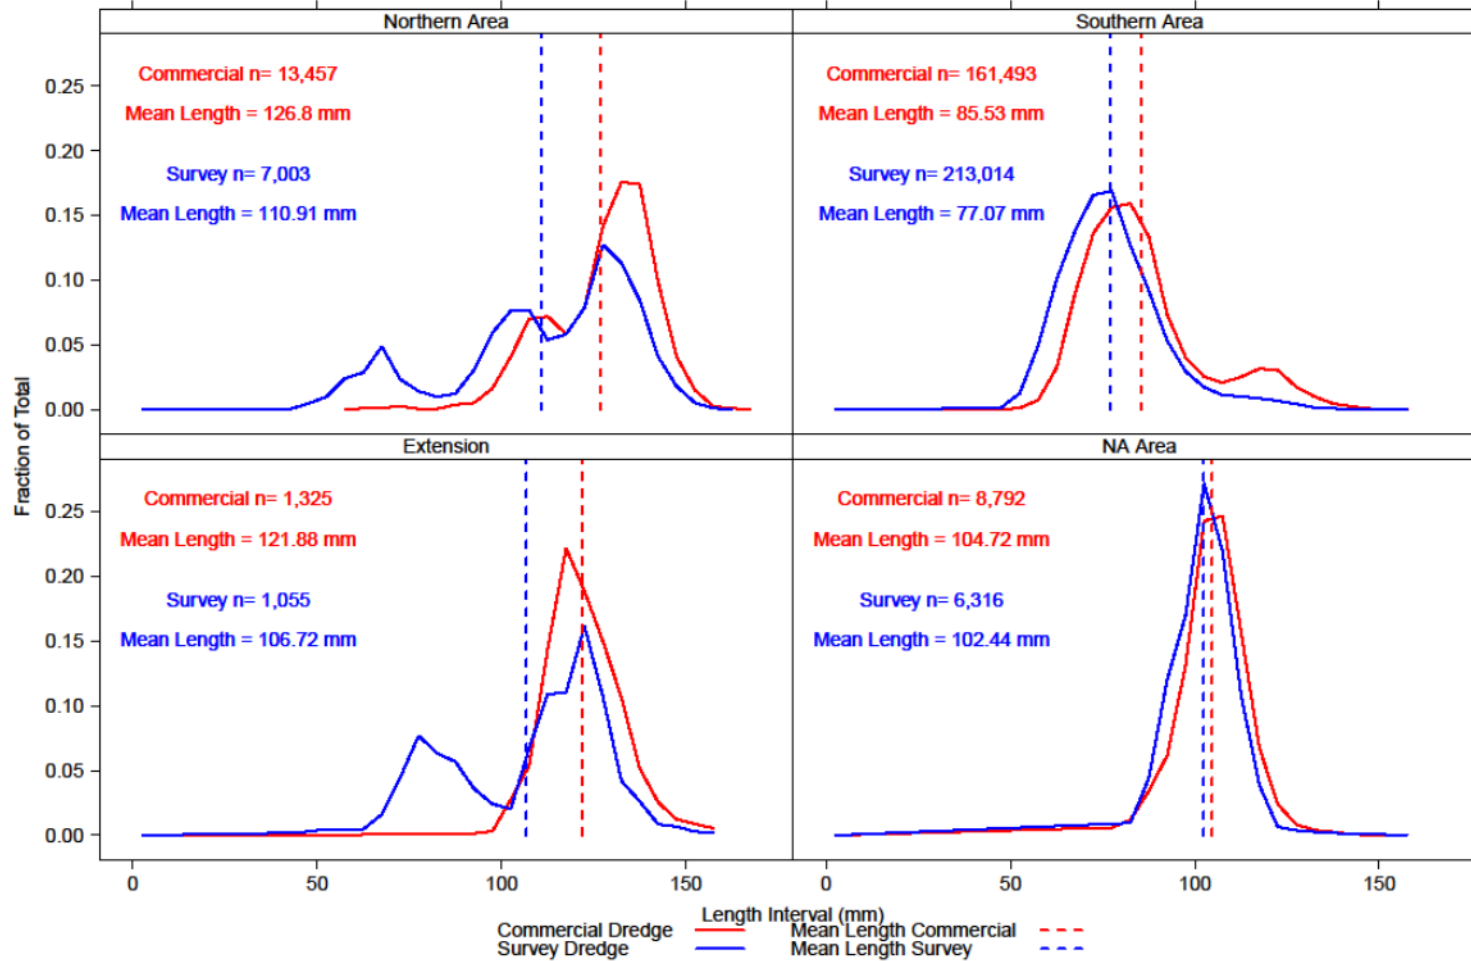 Northern Area
Southern Area
Commercial n= 13,457
Mean Length = 126.8 mm
Survey n= 7,003
Mean Length = 110.91 mm
Commercial n= 161,493
Mean Length = 85.53 mm
Survey n= 213,014
Mean Length = 77.07 mm
0.25
0.20
0.15
0.10
0.05
0.00
Extension
NA Area
Commercial n= 1,325
Mean Length = 121.88 mm
Survey n= 1,055
Mean Length = 106.72 mm
Commercial n= 8,792
Mean Length = 104.72 mm
Survey n= 6,316
Mean Length = 102.44 mm
0.25
0.20
0.15
0.10
0.05
0.00
Fraction of Total
0 50 100 150
0 50 100 150
Length Interval (mm)
Commercial Dredge
Mean Length Commercial
Survey Dredge
Mean Length Survey